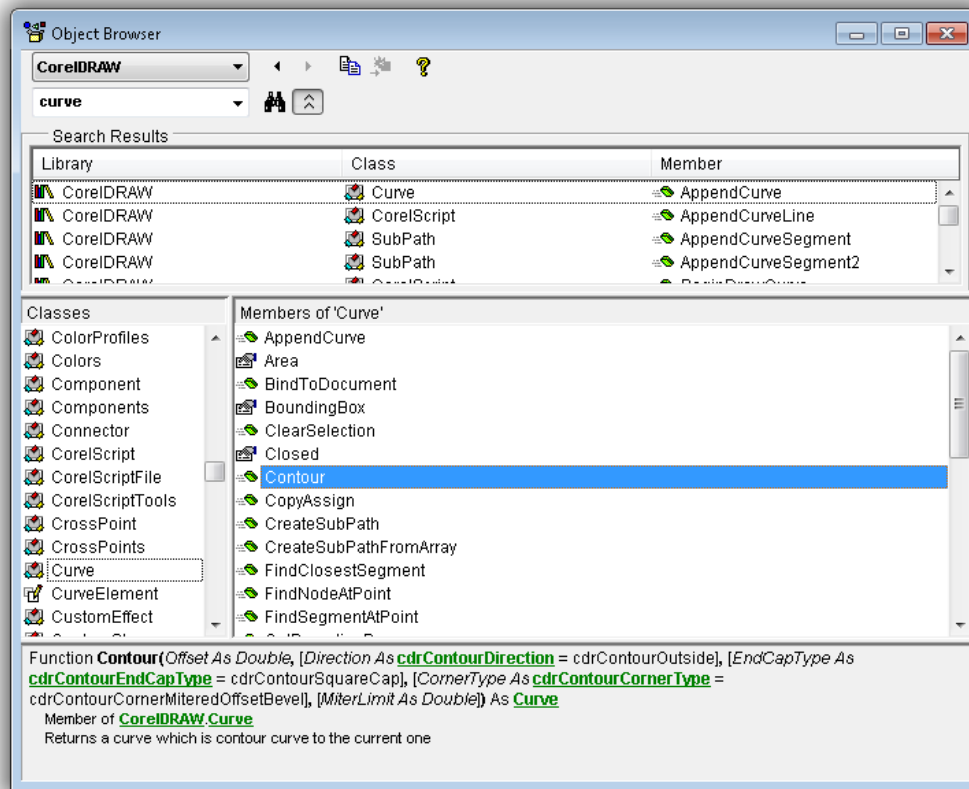 Object Browser
CorelDRAW
curve
Search Results
Library Class Member
CorelDRAW Curve AppendCurve
CorelDRAW CorelScript AppendCurveLine
CorelDRAW SubPath AppendCurveSegment
CorelDRAW SubPath AppendCurveSegment2
Classes
ColorProfiles
Colors
Component
Components
Connector
CorelScript
CorelScriptFile
CorelScriptTools
CrossPoint
CrossPoints
Curve
CurveElement
CustomEffect
Members of 'Curve'
AppendCurve
Area
BindToDocument
BoundingBox
ClearSelection
Closed
Contour
CopyAssign
CreateSubPath
CreateSubPathFromArray
FindClosestSegment
FindNodeAtPoint
FindSegmentAtPoint
Function Contour(Offset As Double, [Direction As cdrContourDirection = cdrContourOutside], [EndCapType As
cdrContourEndCapType = cdrContourSquareCap], [CornerType As cdrContourCornerType =
cdrContourCornerMiteredOffsetBevel], [MiterLimit As Double]) As Curve
Member of CorelDRAW.Curve
Returns a curve which is contour curve to the current one